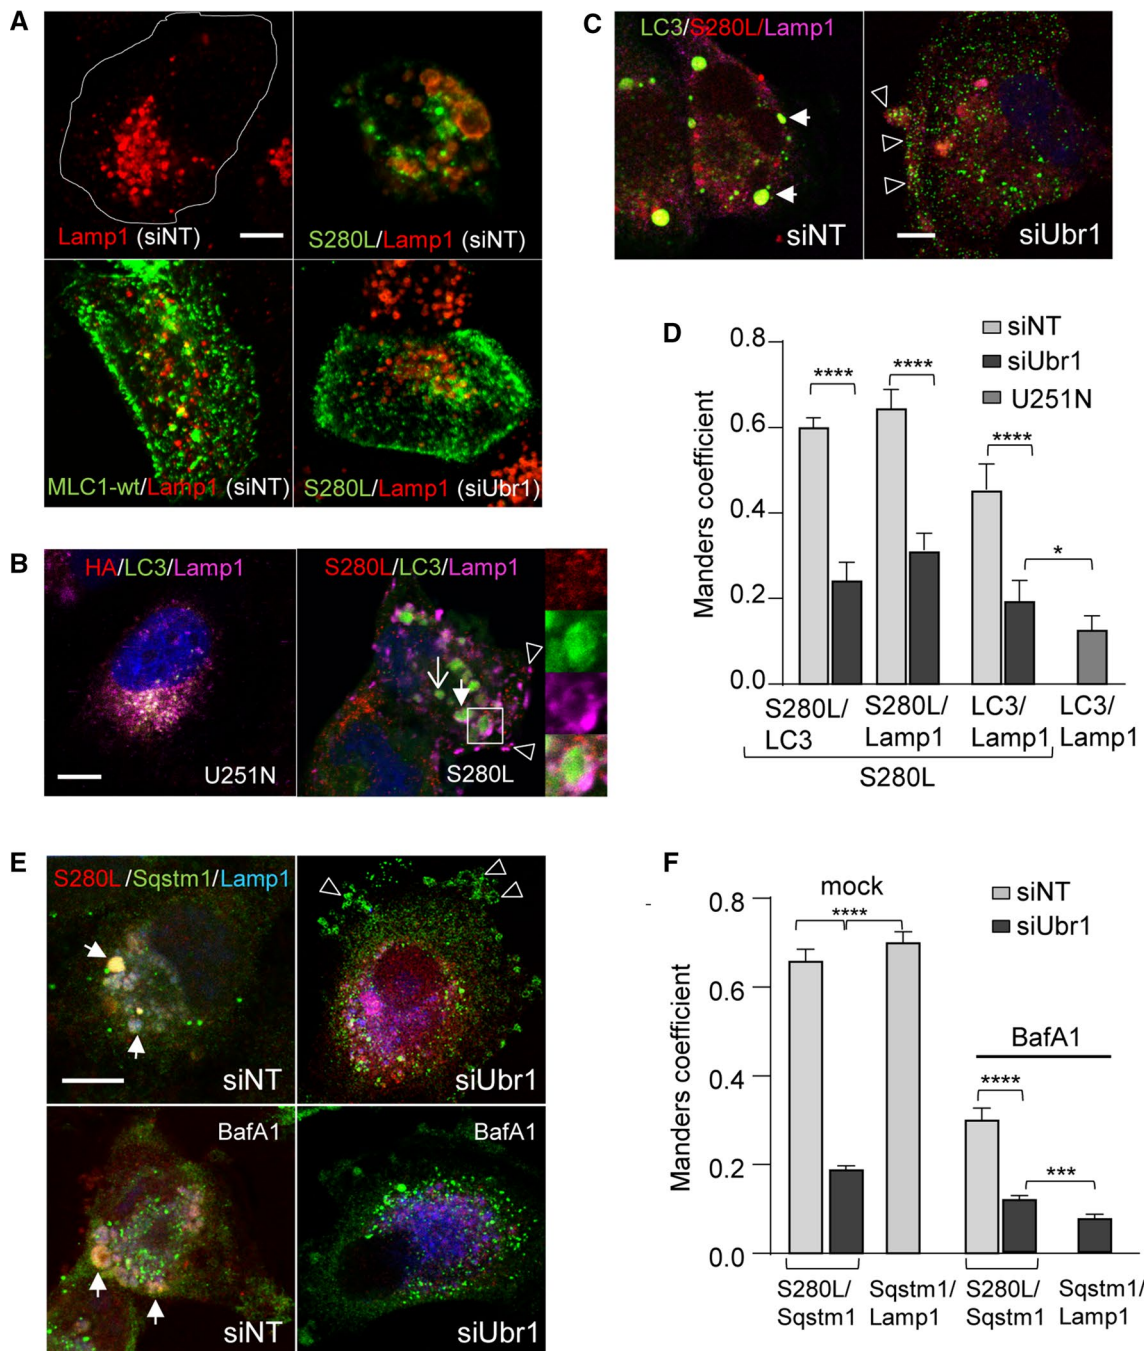 A
Lamp1 (siNT)
S280L/Lamp1 (siNT)
MLC1-wt/Lamp1 (siNT)
S280L/Lamp1 (siUbr1)
B
HA/LC3/Lamp1
U251N
S280L/LC3/Lamp1
S280L
C
LC3/S280L/Lamp1
siNT
siUbr1
D
siNT
siUbr1
U251N
Manders coefficient
0.8
0.6
0.4
0.2
0.0
****
****
****
*
S280L/
LC3
S280L/
Lamp1
LC3/
Lamp1
LC3/
Lamp1
S280L
E
S280L /Sqstm1/Lamp1
siNT
siUbr1
BafA1
siNT
BafA1
siUbr1
F
mock
siNT
siUbr1
Manders coefficient
0.8
0.6
0.4
0.2
0.0
****
BafA1
****
***
S280L/
Sqstm1
Sqstm1/
Lamp1
S280L/
Sqstm1
Sqstm1/
Lamp1